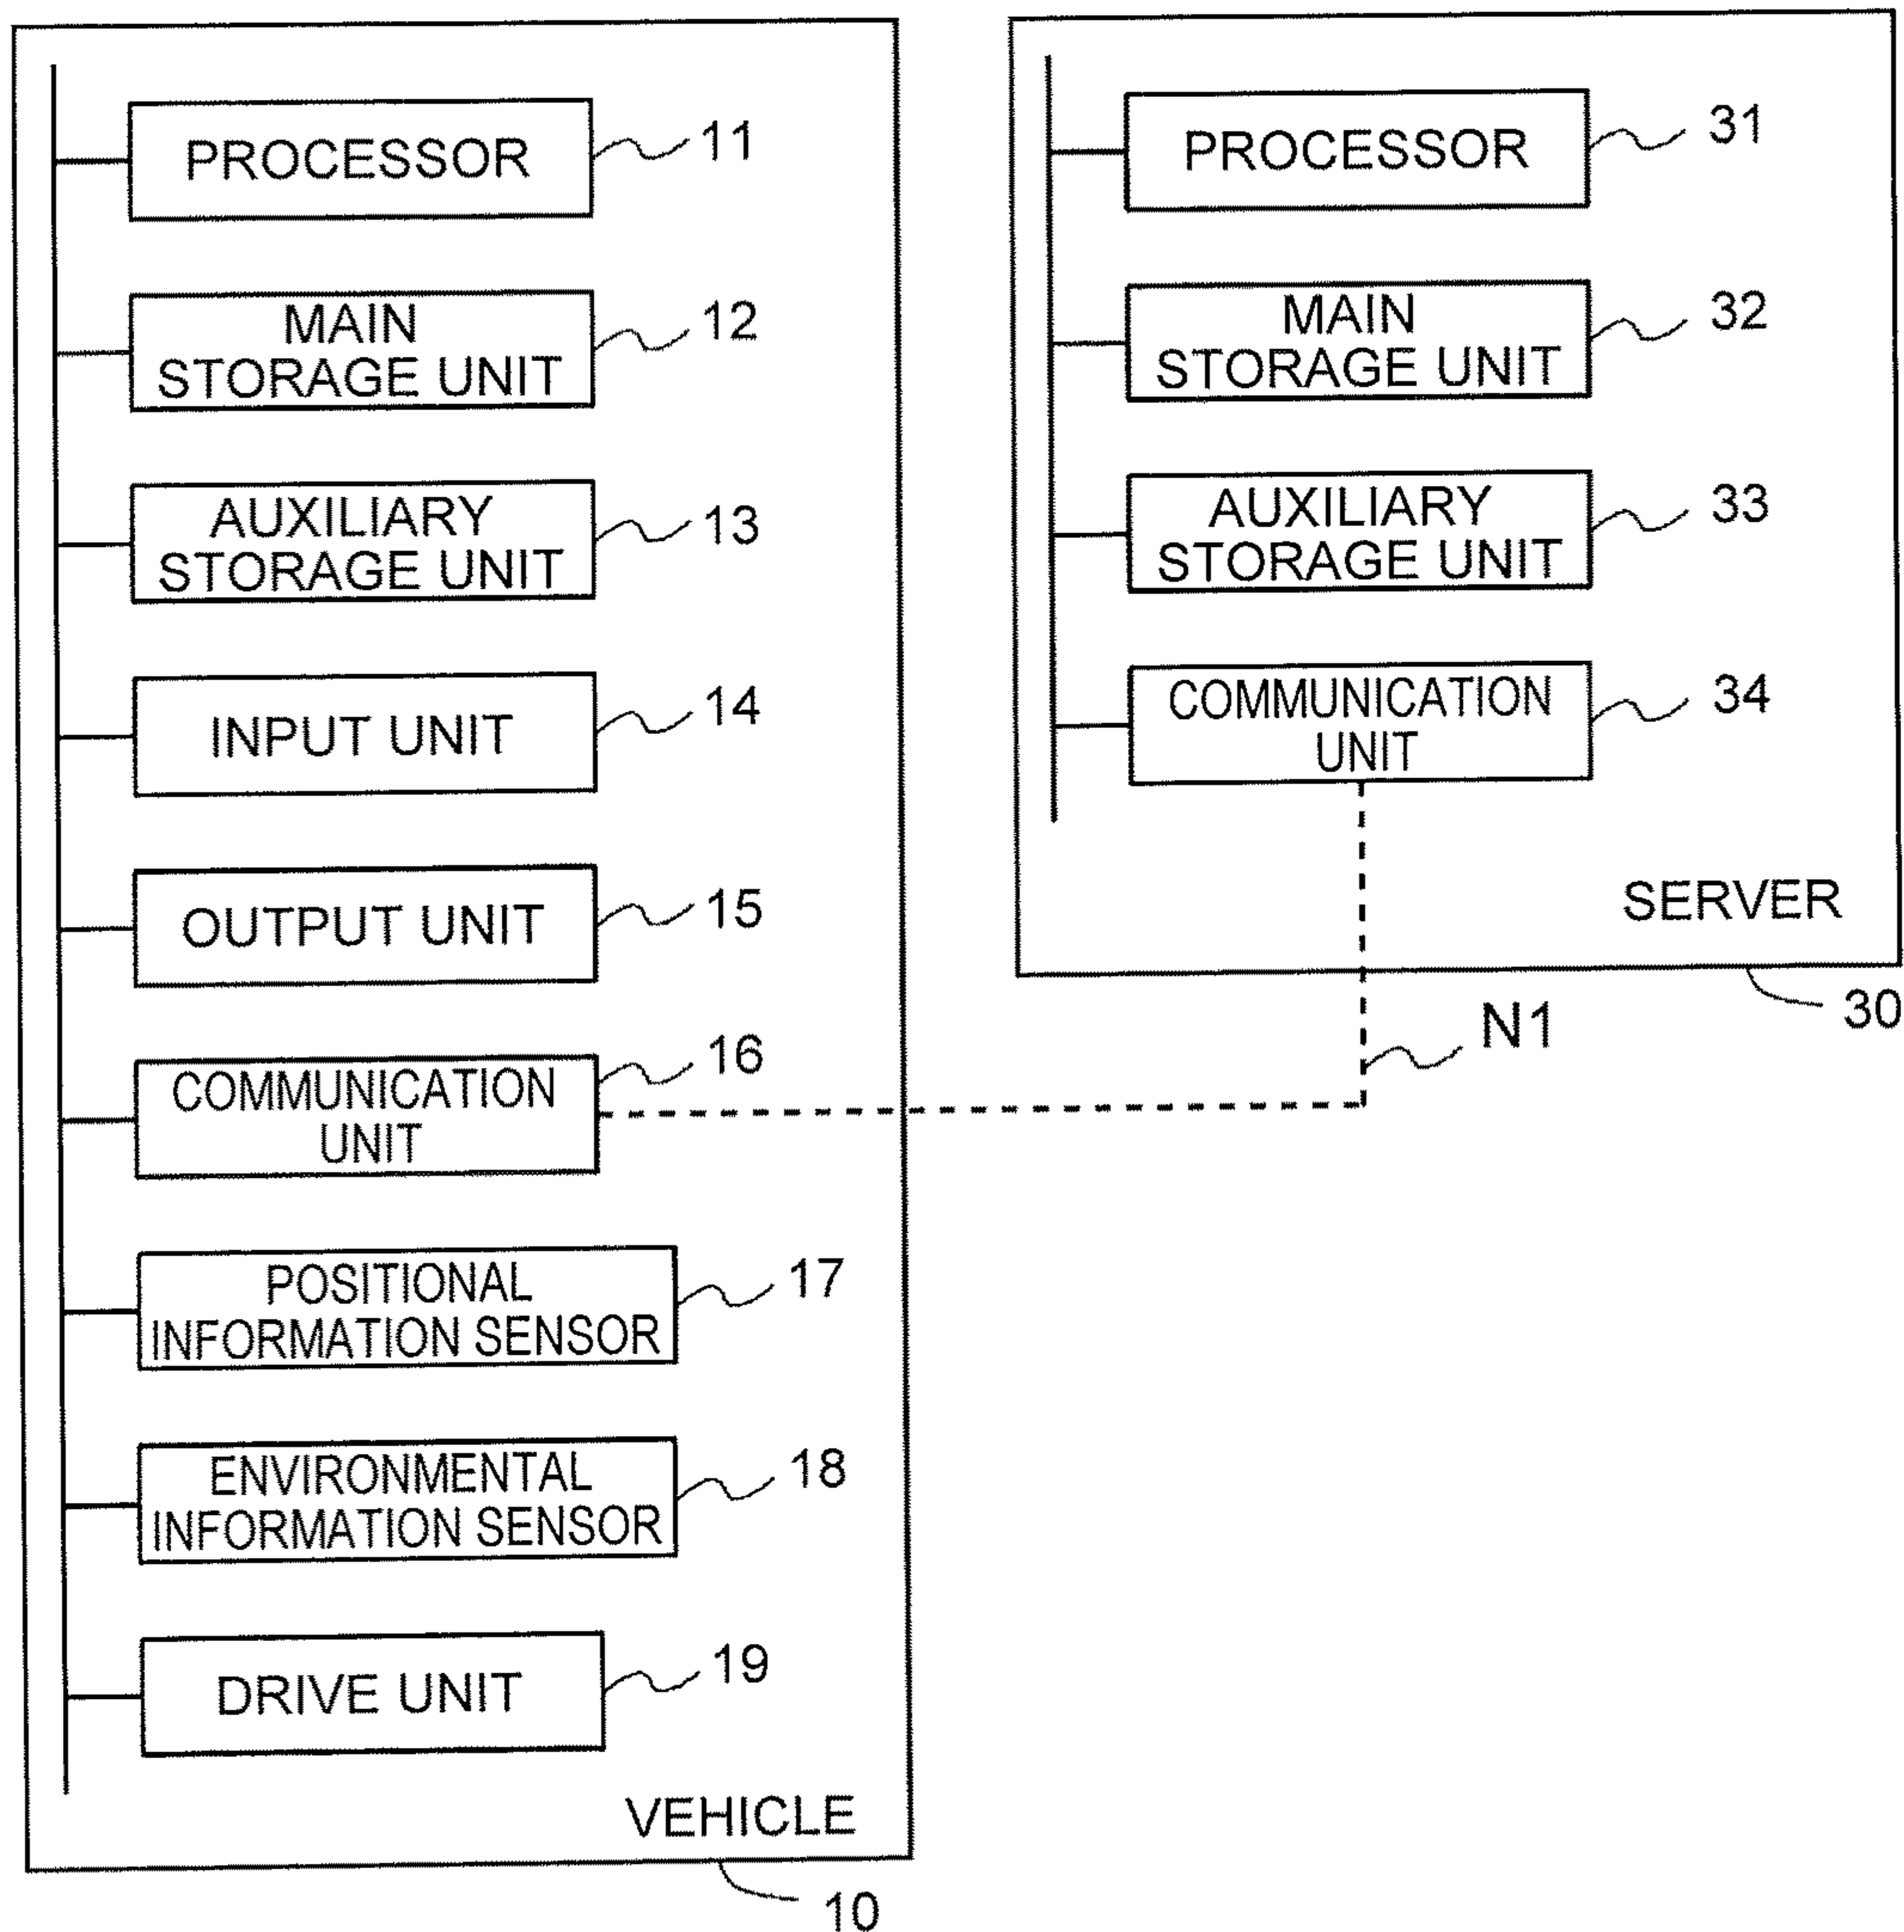 PROCESSOR
11
MAIN
STORAGE UNIT
12
AUXILIARY
STORAGE UNIT
13
INPUT UNIT
14
OUTPUT UNIT
15
COMMUNICATION
UNIT
16
POSITIONAL
INFORMATION SENSOR
17
ENVIRONMENTAL
INFORMATION SENSOR
18
DRIVE UNIT
19
VEHICLE
10
PROCESSOR
31
MAIN
STORAGE UNIT
32
AUXILIARY
STORAGE UNIT
33
COMMUNICATION
UNIT
34
SERVER
30
N1